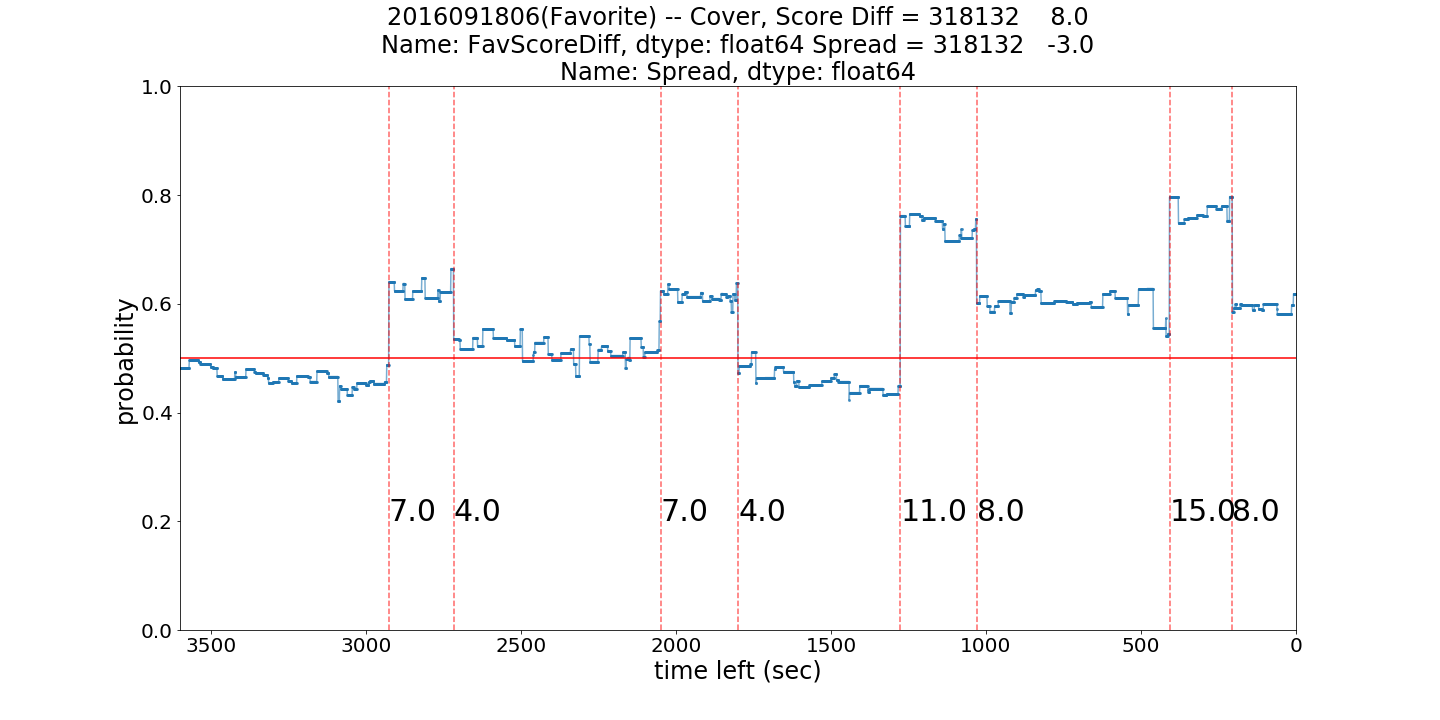 2016091806(Favorite) -- Cover, Score Diff = 318132    8.0
Name: FavScoreDiff, dtype: float64 Spread = 318132   -3.0
Name: Spread, dtype: float64
1.0
0.8
0.6
0.4
0.2
0.0
probability
7.0 4.0 7.0 4.0 11.0 8.0 15.0 8.0
3500 3000 2500 2000 1500 1000 500 0
time left (sec)